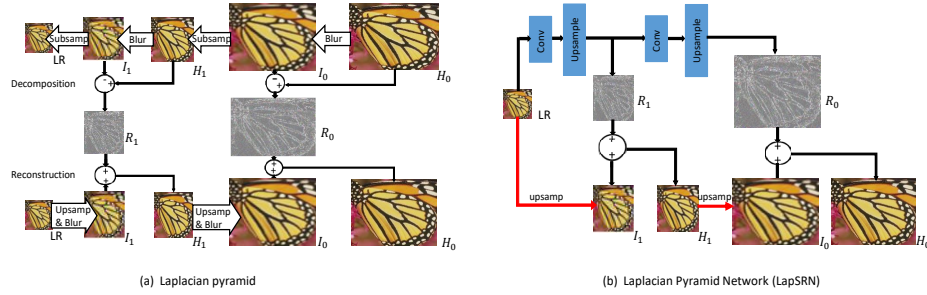 Subsamp
Blur
Subsamp
Blur
LR
I₁
H₁
I₀
H₀
Decomposition
-
+
-
+
R₁
R₀
Reconstruction
+
+
+
+
Upsamp & Blur
Upsamp & Blur
LR
I₁
H₁
I₀
H₀
(a) Laplacian pyramid
Conv
Upsample
Conv
Upsample
LR
R₁
R₀
+
+
+
+
upsamp
upsamp
I₁
H₁
I₀
H₀
(b) Laplacian Pyramid Network (LapSRN)